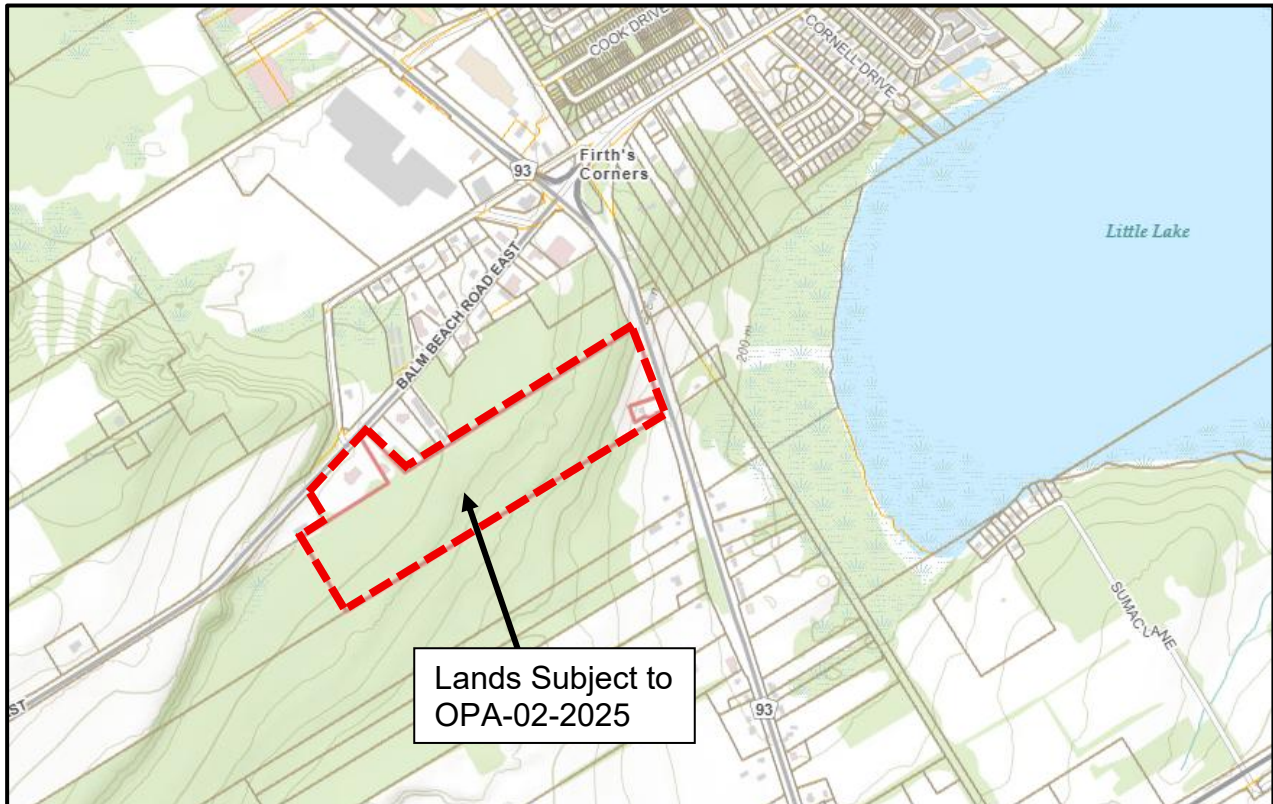 COOK DRIVE
CORNELL DRIVE
93
Firth's
Corners
Little Lake
BALM BEACH ROAD EAST
200 m
SUMAC LANE
Lands Subject to
OPA-02-2025
93